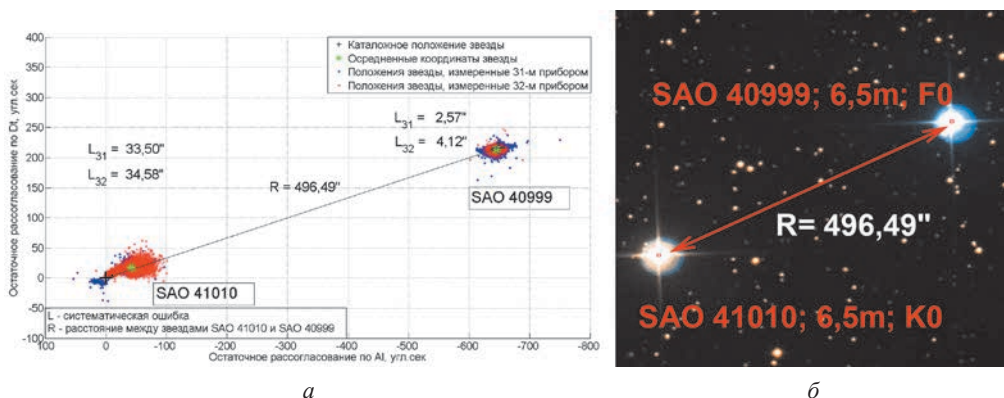 400
350
300
250
200
150
100
50
0
-50
-100
Остаточное рассогласование по Dt, угл.сек
+ Каталожное положение звезды
Осредненные координаты звезды
Положения звезды, измеренные 31-м прибором
Положения звезды, измеренные 32-м прибором
L31 = 33,50"
L32 = 34,58"
L31 = 2,57"
L32 = 4,12"
R = 496,49"
SAO 40999
SAO 41010
L - систематическая ошибка
R - расстояние между звездами SAO 41010 и SAO 40999
100 0 -100 -200 -300 -400 -500 -600 -700 -800
Остаточное рассогласование по Al, угл.сек
а
SAO 40999; 6,5m; F0
R= 496,49"
SAO 41010; 6,5m; K0
б